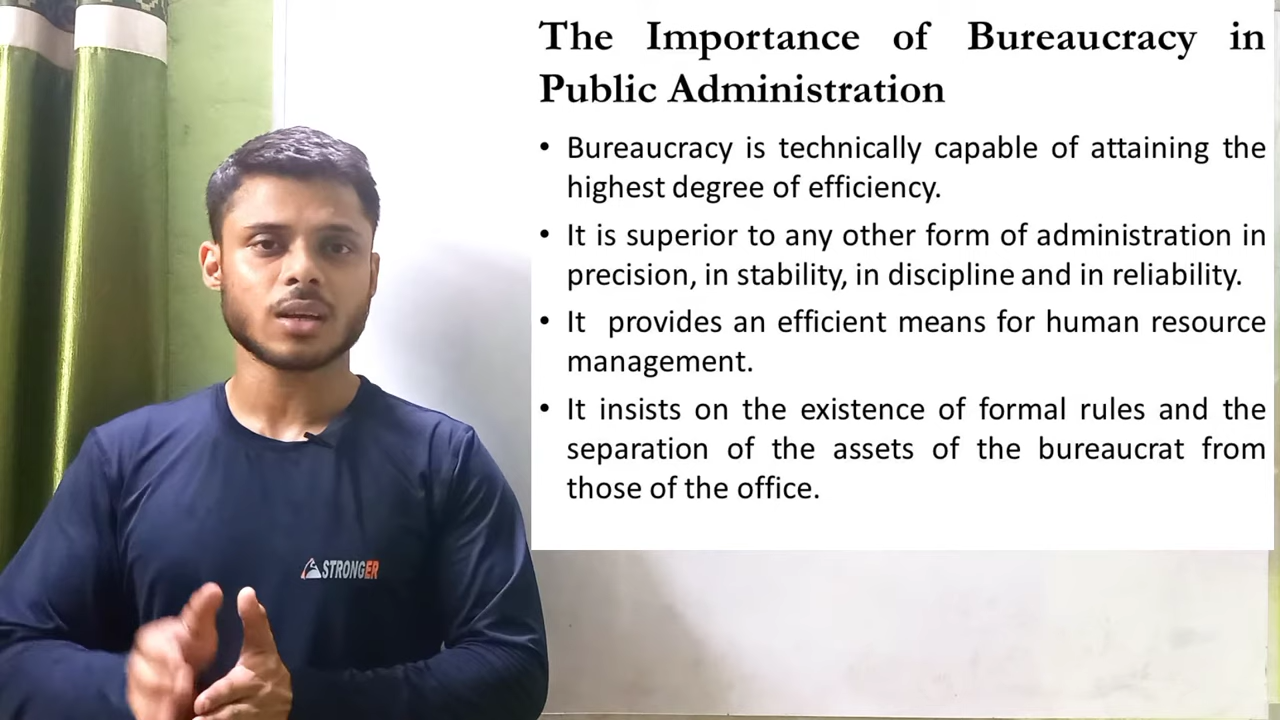 The Importance of Bureaucracy in
Public Administration
• Bureaucracy is technically capable of attaining the
highest degree of efficiency.
• It is superior to any other form of administration in
precision, in stability, in discipline and in reliability.
• It provides an efficient means for human resource
management.
• It insists on the existence of formal rules and the
separation of the assets of the bureaucrat from
those of the office.
STRONGER